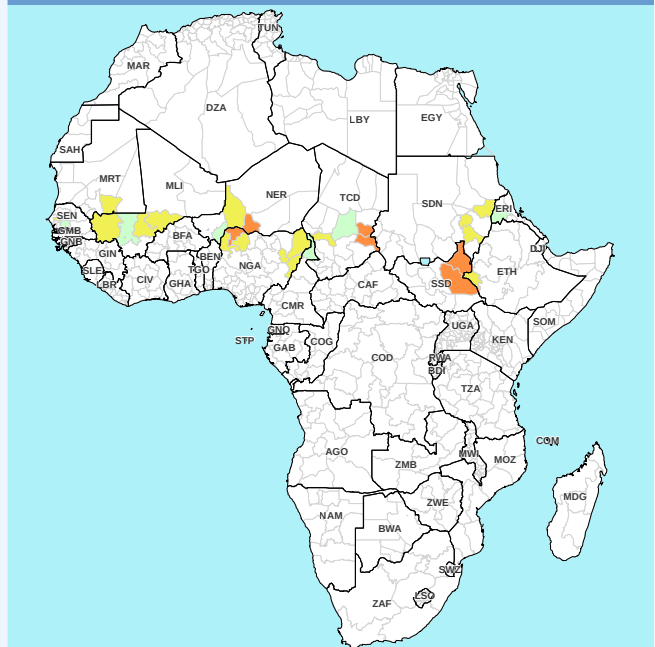 TUN
MAR
DZA
LBY
EGY
SAH
MRT
MLI
NER
TCD
SDN
ERI
SEN
GMB
GNB
BFA
GIN
BEN
NGA
DJI
SLE
LBR
CIV
GHA
TGO
CMR
CAF
SSD
ETH
GNQ
STP
GAB
COG
COD
UGA
KEN
SOM
RWA
BDI
TZA
AGO
ZMB
MWI
MOZ
COM
MDG
NAM
ZWE
BWA
SWZ
ZAF
LSO